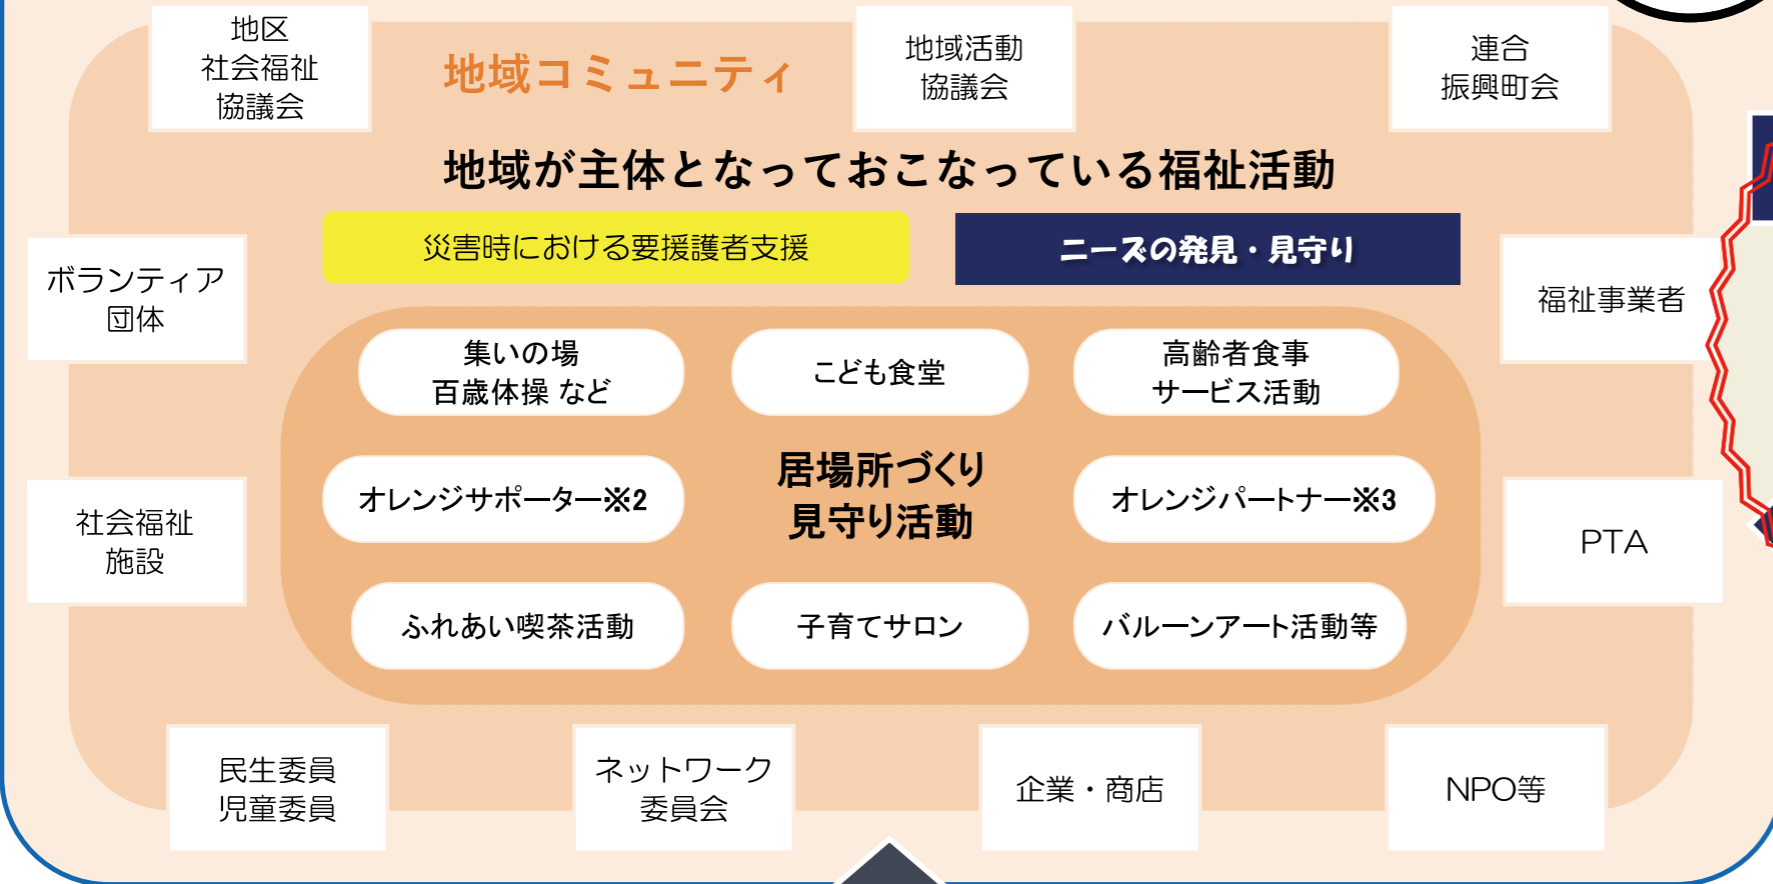 地区
社会福祉
協議会
地域コミュニティ
地域活動
協議会
連合
振興町会
地域が主体となっておこなっている福祉活動
災害時における要援護者支援
ニーズの発見・見守り
ボランティア
団体
福祉事業者
集いの場
百歳体操 など
こども食堂
高齢者食事
サービス活動
オレンジサポーター※2
居場所づくり
見守り活動
オレンジパートナー※3
社会福祉
施設
PTA
ふれあい喫茶活動
子育てサロン
バルーンアート活動等
民生委員
児童委員
ネットワーク
委員会
企業・商店
NPO等